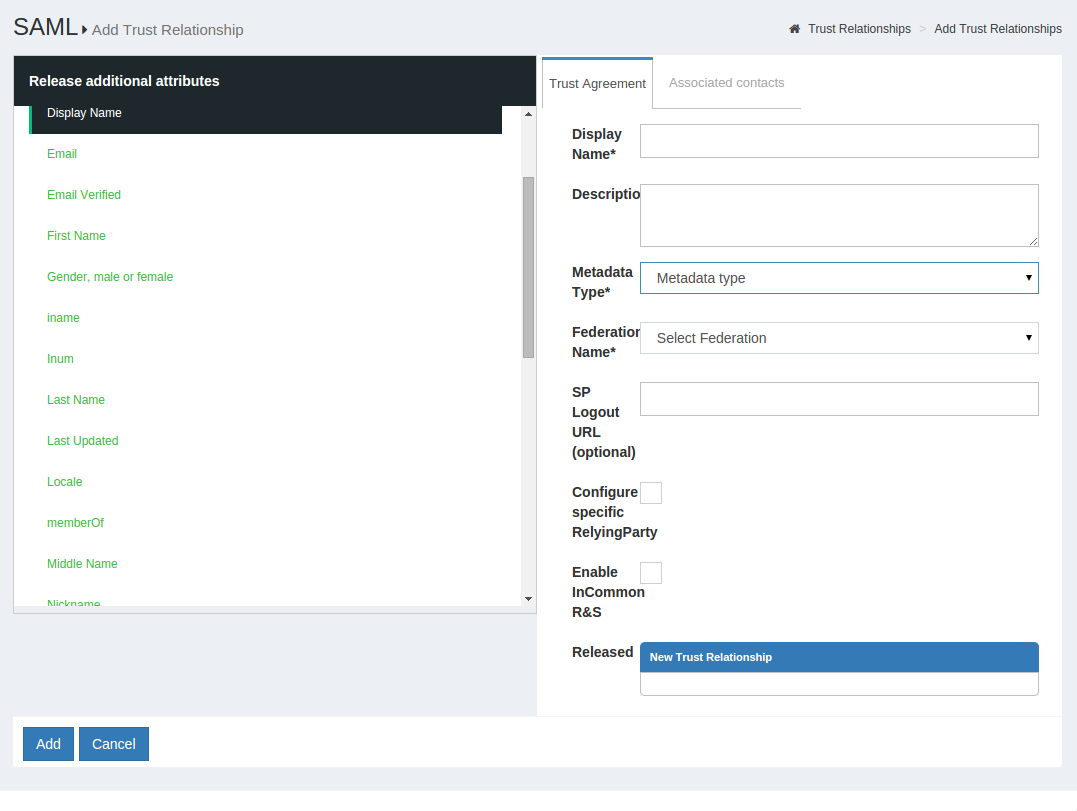 SAML Add Trust Relationship
Trust Relationships > Add Trust Relationships
Release additional attributes
Display Name
Email
Email Verified
First Name
Gender, male or female
iname
Inum
Last Name
Last Updated
Locale
memberOf
Middle Name
Nickname
Trust Agreement
Associated contacts
Display
Name*
Descriptio
Metadata
Type*
Metadata type
Federation
Name*
Select Federation
SP
Logout
URL
(optional)
Configure
specific
RelyingParty
Enable
InCommon
R&S
Released
New Trust Relationship
Add
Cancel